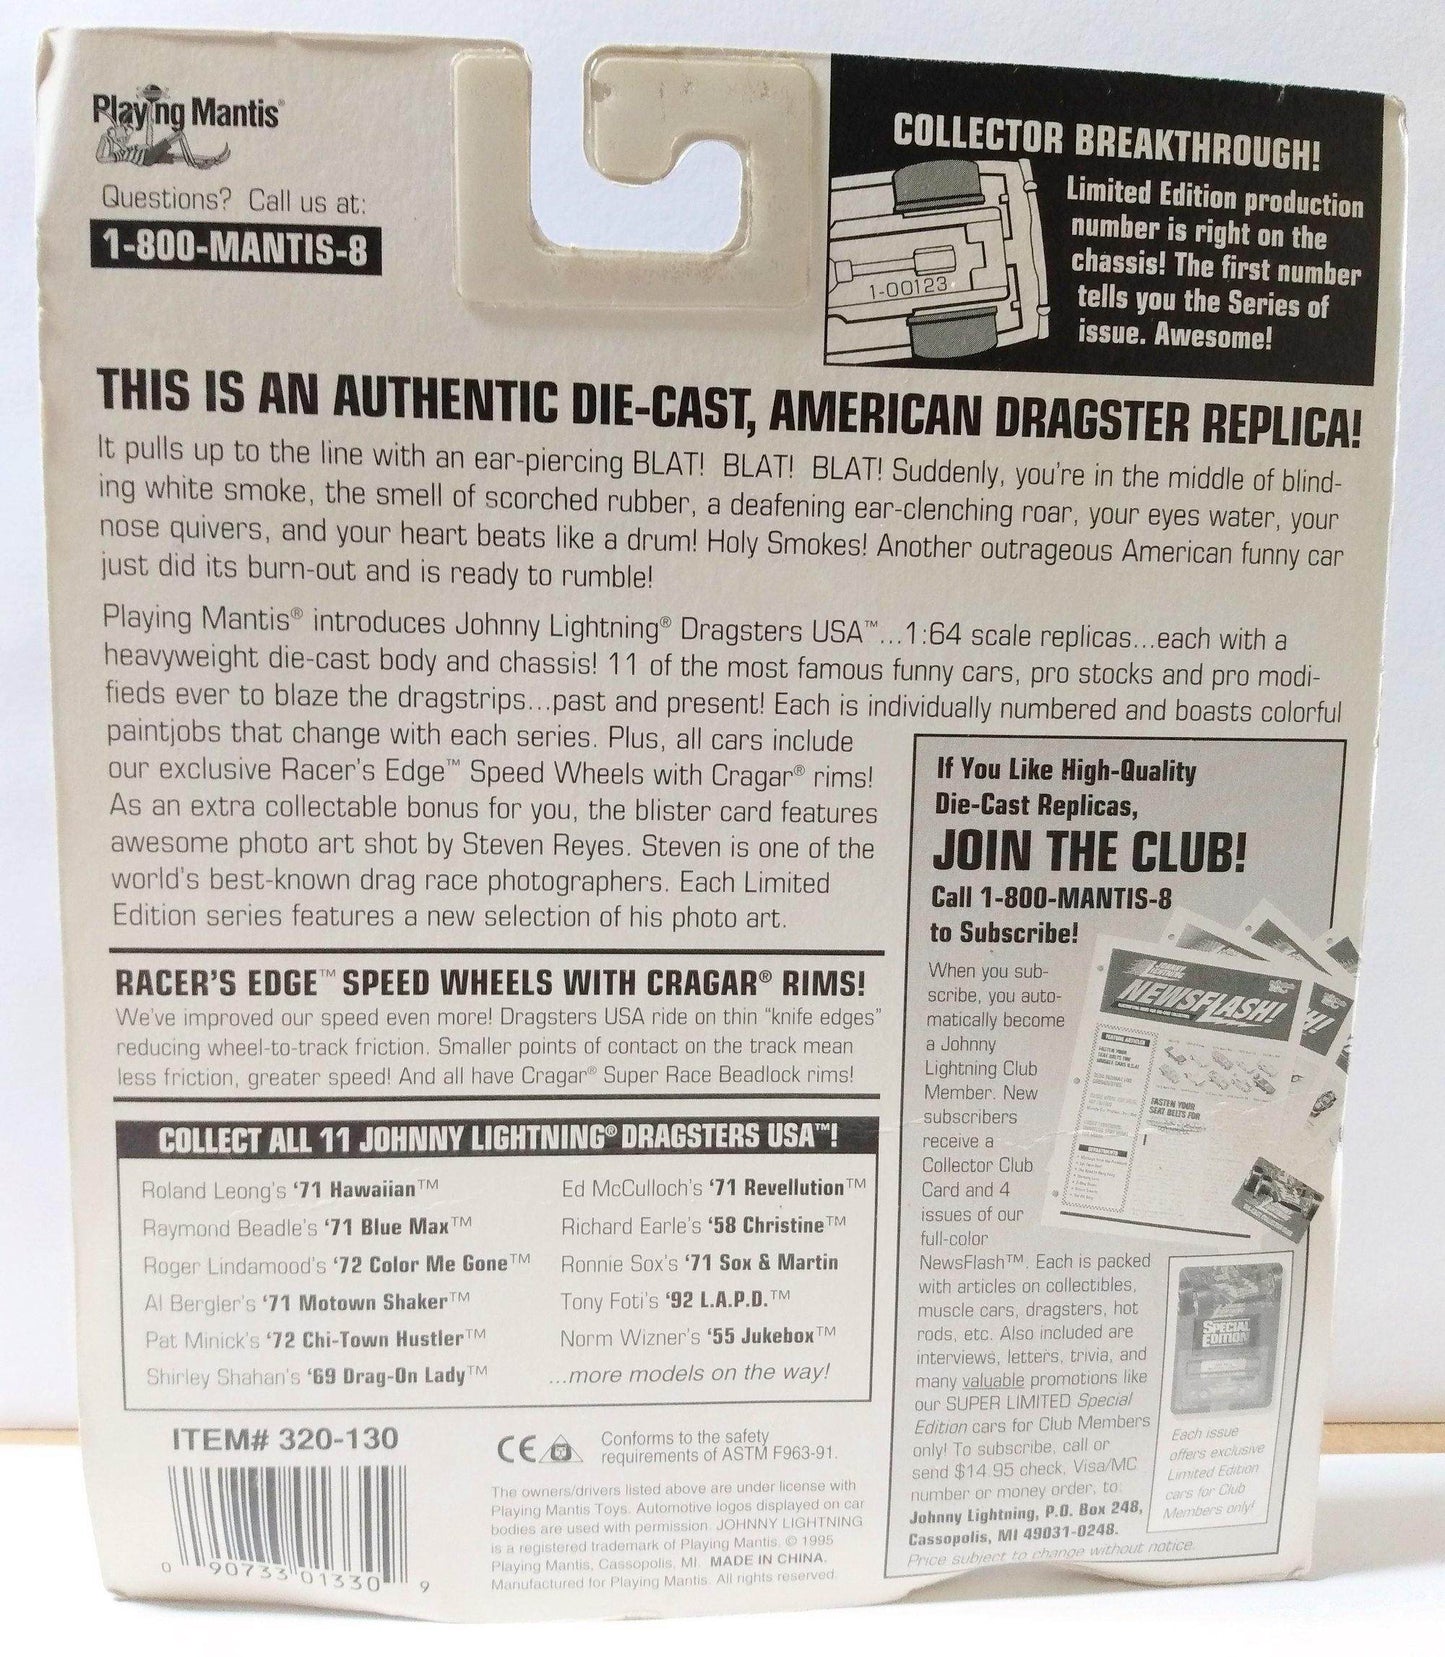 Playing Mantis®
Questions? Call us at:
1-800-MANTIS-8
COLLECTOR BREAKTHROUGH!
Limited Edition production
number is right on the
chassis! The first number
tells you the Series of
issue. Awesome!
1-00123
THIS IS AN AUTHENTIC DIE-CAST, AMERICAN DRAGSTER REPLICA!
It pulls up to the line with an ear-piercing BLAT! BLAT! BLAT! Suddenly, you're in the middle of blind-
ing white smoke, the smell of scorched rubber, a deafening ear-clenching roar, your eyes water, your
nose quivers, and your heart beats like a drum! Holy Smokes! Another outrageous American funny car
just did its burn-out and is ready to rumble!
Playing Mantis® introduces Johnny Lightning® Dragsters USA™...1:64 scale replicas...each with a
heavyweight die-cast body and chassis! 11 of the most famous funny cars, pro stocks and pro modi-
fieds ever to blaze the dragstrips...past and present! Each is individually numbered and boasts colorful
paintjobs that change with each series. Plus, all cars include
our exclusive Racer's Edge™ Speed Wheels with Cragar® rims!
As an extra collectable bonus for you, the blister card features
awesome photo art shot by Steven Reyes. Steven is one of the
world's best-known drag race photographers. Each Limited
Edition series features a new selection of his photo art.
RACER'S EDGE™ SPEED WHEELS WITH CRAGAR® RIMS!
We've improved our speed even more! Dragsters USA ride on thin "knife edges"
reducing wheel-to-track friction. Smaller points of contact on the track mean
less friction, greater speed! And all have Cragar® Super Race Beadlock rims!
COLLECT ALL 11 JOHNNY LIGHTNING® DRAGSTERS USA™!
Roland Leong's '71 Hawaiian™
Raymond Beadle's '71 Blue Max™
Roger Lindamood's '72 Color Me Gone™
Al Bergler's '71 Motown Shaker™
Pat Minick's '72 Chi-Town Hustler™
Shirley Shahan's '69 Drag-On Lady™
Ed McCulloch's '71 Revellution™
Richard Earle's '58 Christine™
Ronnie Sox's '71 Sox & Martin
Tony Foti's '92 L.A.P.D.™
Norm Wizner's '55 Jukebox™
...more models on the way!
ITEM# 320-130
0 90733 01330 9
CE
Conforms to the safety
requirements of ASTM F963-91.
The owners/drivers listed above are under license with
Playing Mantis Toys. Automotive logos displayed on car
bodies are used with permission. JOHNNY LIGHTNING
is a registered trademark of Playing Mantis. © 1995
Playing Mantis, Cassopolis, MI. MADE IN CHINA.
Manufactured for Playing Mantis. All rights reserved.
If You Like High-Quality
Die-Cast Replicas,
JOIN THE CLUB!
Call 1-800-MANTIS-8
to Subscribe!
When you sub-
scribe, you auto-
matically become
a Johnny
Lightning Club
Member. New
subscribers
receive a
Collector Club
Card and 4
issues of our
full-color
NewsFlash™. Each is packed
with articles on collectibles,
muscle cars, dragsters, hot
rods, etc. Also included are
interviews, letters, trivia, and
many valuable promotions like
our SUPER LIMITED Special
Edition cars for Club Members
only! To subscribe, call or
send $14.95 check, Visa/MC
number or money order, to:
Johnny Lightning, P.O. Box 248,
Cassopolis, MI 49031-0248.
Price subject to change without notice.
NEWSFLASH!
FEATURE ARTICLES
FASTEN YOUR
SEAT BELTS FOR
SPECIAL
EDITION
Each issue
offers exclusive
Limited Edition
cars for Club
Members only!